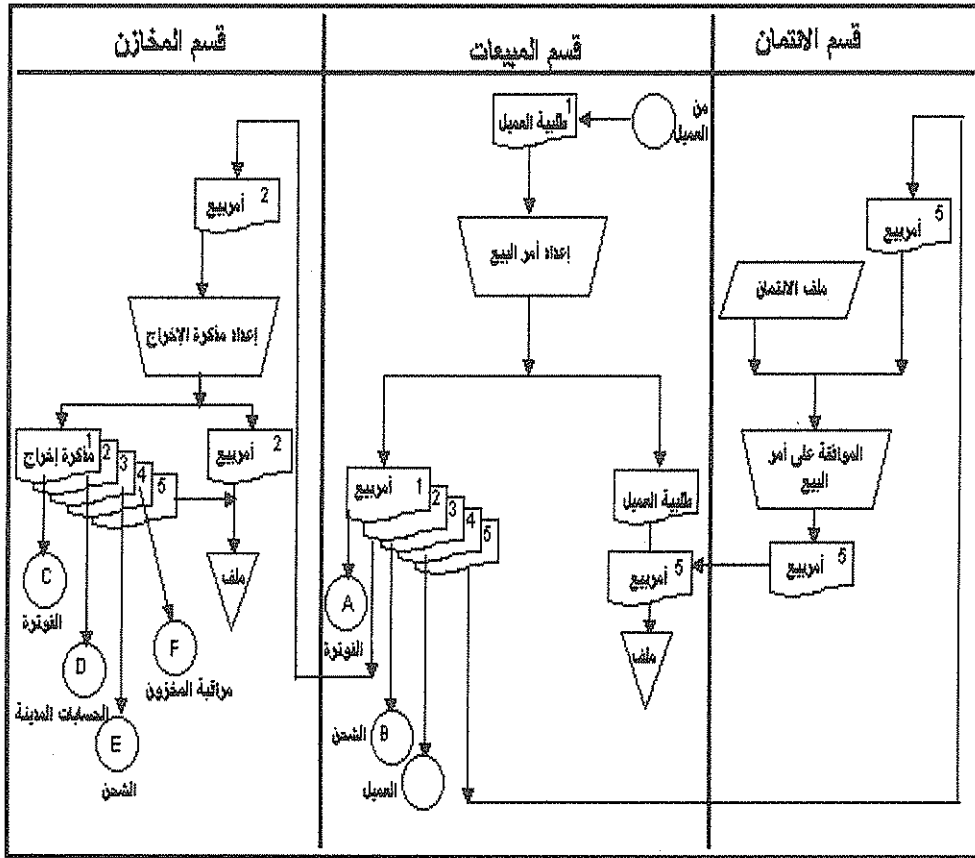 قسم الائتمان
قسم المبيعات
قسم المخازن
من
العميل
طلبية العميل 1
أمر بيع 5
ملف الائتمان
الموافقة على أمر
البيع
أمر بيع 5
إعداد أمر البيع
أمر بيع 1
2
3
4
5
طلبية العميل
أمر بيع 5
ملف
A
الفوترة
B
الشحن
العميل
أمر بيع 2
إعداد مذكرة الإخراج
مذكرة إخراج 1
2
3
4
5
أمر بيع 2
ملف
C
الفوترة
D
الحسابات المدينة
E
الشحن
F
مراقبة المخزون